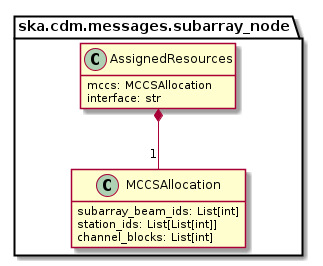 ska.cdm.messages.subarray_node
C AssignedResources
mccs: MCCSAllocation
interface: str
1
C MCCSAllocation
subarray_beam_ids: List[int]
station_ids: List[List[int]]
channel_blocks: List[int]